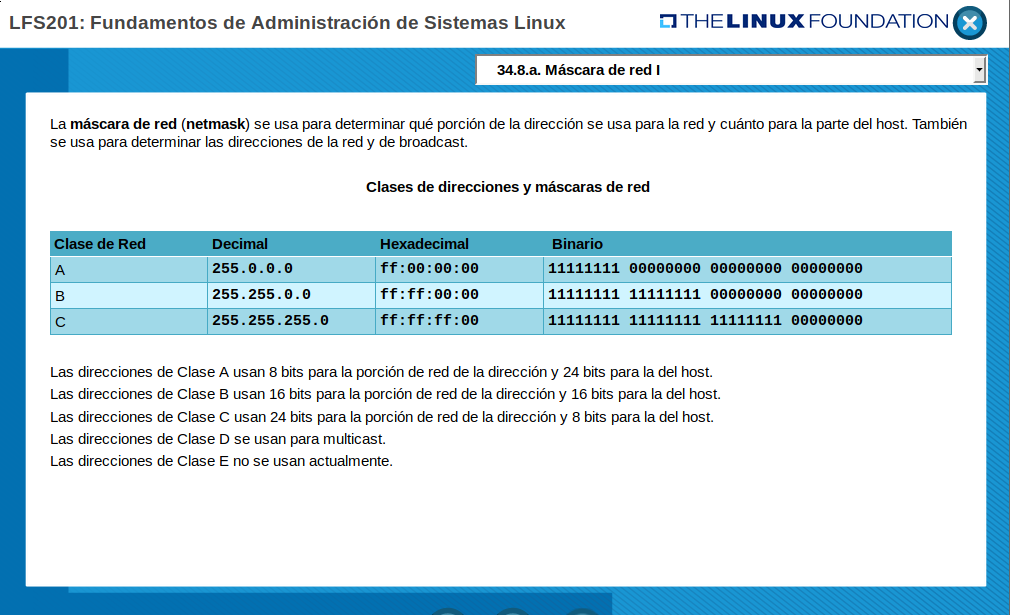 LFS201: Fundamentos de Administración de Sistemas Linux
THE LINUX FOUNDATION
34.8.a. Máscara de red I
La máscara de red (netmask) se usa para determinar qué porción de la dirección se usa para la red y cuánto para la parte del host. También
se usa para determinar las direcciones de la red y de broadcast.
Clases de direcciones y máscaras de red
Clase de Red Decimal Hexadecimal Binario
A 255.0.0.0 ff:00:00:00 11111111 00000000 00000000 00000000
B 255.255.0.0 ff:ff:00:00 11111111 11111111 00000000 00000000
C 255.255.255.0 ff:ff:ff:00 11111111 11111111 11111111 00000000
Las direcciones de Clase A usan 8 bits para la porción de red de la dirección y 24 bits para la del host.
Las direcciones de Clase B usan 16 bits para la porción de red de la dirección y 16 bits para la del host.
Las direcciones de Clase C usan 24 bits para la porción de red de la dirección y 8 bits para la del host.
Las direcciones de Clase D se usan para multicast.
Las direcciones de Clase E no se usan actualmente.